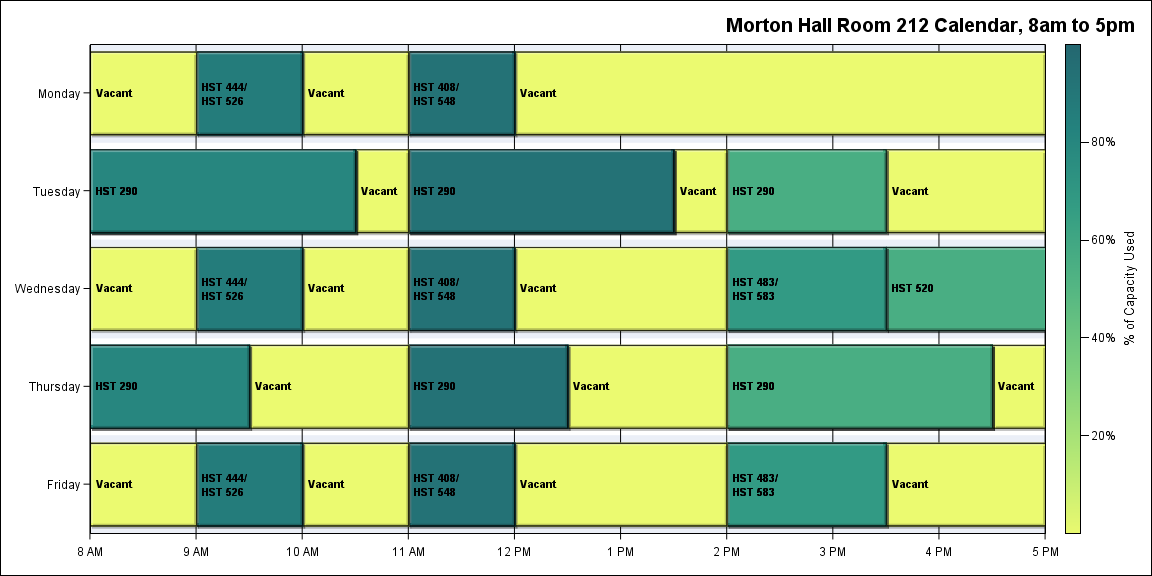 Morton Hall Room 212 Calendar, 8am to 5pm
Monday
Vacant
HST 444/
HST 526
Vacant
HST 408/
HST 548
Vacant
Tuesday
HST 290
Vacant
HST 290
Vacant
HST 290
Vacant
Wednesday
Vacant
HST 444/
HST 526
Vacant
HST 408/
HST 548
Vacant
HST 483/
HST 583
HST 520
Thursday
HST 290
Vacant
HST 290
Vacant
HST 290
Vacant
Friday
Vacant
HST 444/
HST 526
Vacant
HST 408/
HST 548
Vacant
HST 483/
HST 583
Vacant
8 AM 9 AM 10 AM 11 AM 12 PM 1 PM 2 PM 3 PM 4 PM 5 PM
80%
60%
40%
20%
% of Capacity Used